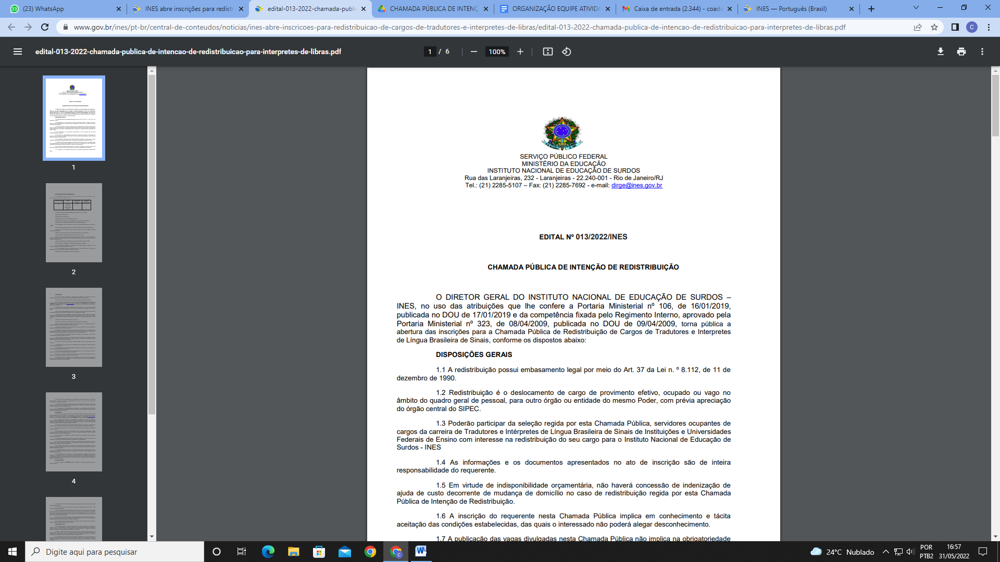 (23) WhatsApp
INES abre inscrições para redistr
edital-013-2022-chamada-publi
CHAMADA PÚBLICA DE INTENÇ
ORGANIZAÇÃO EQUIPE ATIVIDA
Caixa de entrada (2.344) - coada
INES — Português (Brasil)
www.gov.br/ines/pt-br/central-de-conteudos/noticias/ines-abre-inscricoes-para-redistribuicao-de-cargos-de-tradutores-e-interpretes-de-libras/edital-013-2022-chamada-publica-de-intencao-de-redistribuicao-para-interpretes-de-libras.pdf
C
edital-013-2022-chamada-publica-de-intencao-de-redistribuicao-para-interpretes-de-libras.pdf
1 / 6
100%
1
2
3
4
SERVIÇO PÚBLICO FEDERAL
MINISTÉRIO DA EDUCAÇÃO
INSTITUTO NACIONAL DE EDUCAÇÃO DE SURDOS
Rua das Laranjeiras, 232 - Laranjeiras - 22.240-001 - Rio de Janeiro/RJ
Tel.: (21) 2285-5107 – Fax: (21) 2285-7692 - e-mail: dirge@ines.gov.br
EDITAL Nº 013/2022/INES
CHAMADA PÚBLICA DE INTENÇÃO DE REDISTRIBUIÇÃO
O DIRETOR GERAL DO INSTITUTO NACIONAL DE EDUCAÇÃO DE SURDOS –
INES, no uso das atribuições que lhe confere a Portaria Ministerial nº 106, de 16/01/2019,
publicada no DOU de 17/01/2019 e da competência fixada pelo Regimento Interno, aprovado pela
Portaria Ministerial nº 323, de 08/04/2009, publicada no DOU de 09/04/2009, torna pública a
abertura das inscrições para a Chamada Pública de Redistribuição de Cargos de Tradutores e Interpretes
de Língua Brasileira de Sinais, conforme os dispostos abaixo:
DISPOSIÇÕES GERAIS
1.1 A redistribuição possui embasamento legal por meio do Art. 37 da Lei n. º 8.112, de 11 de
dezembro de 1990.
1.2 Redistribuição é o deslocamento de cargo de provimento efetivo, ocupado ou vago no
âmbito do quadro geral de pessoal, para outro órgão ou entidade do mesmo Poder, com prévia apreciação
do órgão central do SIPEC.
1.3 Poderão participar da seleção regida por esta Chamada Pública, servidores ocupantes de
cargos da carreira de Tradutores e Intérpretes de Língua Brasileira de Sinais de Instituições e Universidades
Federais de Ensino com interesse na redistribuição do seu cargo para o Instituto Nacional de Educação de
Surdos - INES
1.4 As informações e os documentos apresentados no ato de inscrição são de inteira
responsabilidade do requerente.
1.5 Em virtude de indisponibilidade orçamentária, não haverá concessão de indenização de
ajuda de custo decorrente de mudança de domicílio no caso de redistribuição regida por esta Chamada
Pública de Intenção de Redistribuição.
1.6 A inscrição do requerente nesta Chamada Pública implica em conhecimento e tácita
aceitação das condições estabelecidas, das quais o interessado não poderá alegar desconhecimento.
1.7 A publicação das vagas divulgadas nesta Chamada Pública não implica na obrigatoriedade
Digite aqui para pesquisar
24°C Nublado
POR
PTB2
16:57
31/05/2022